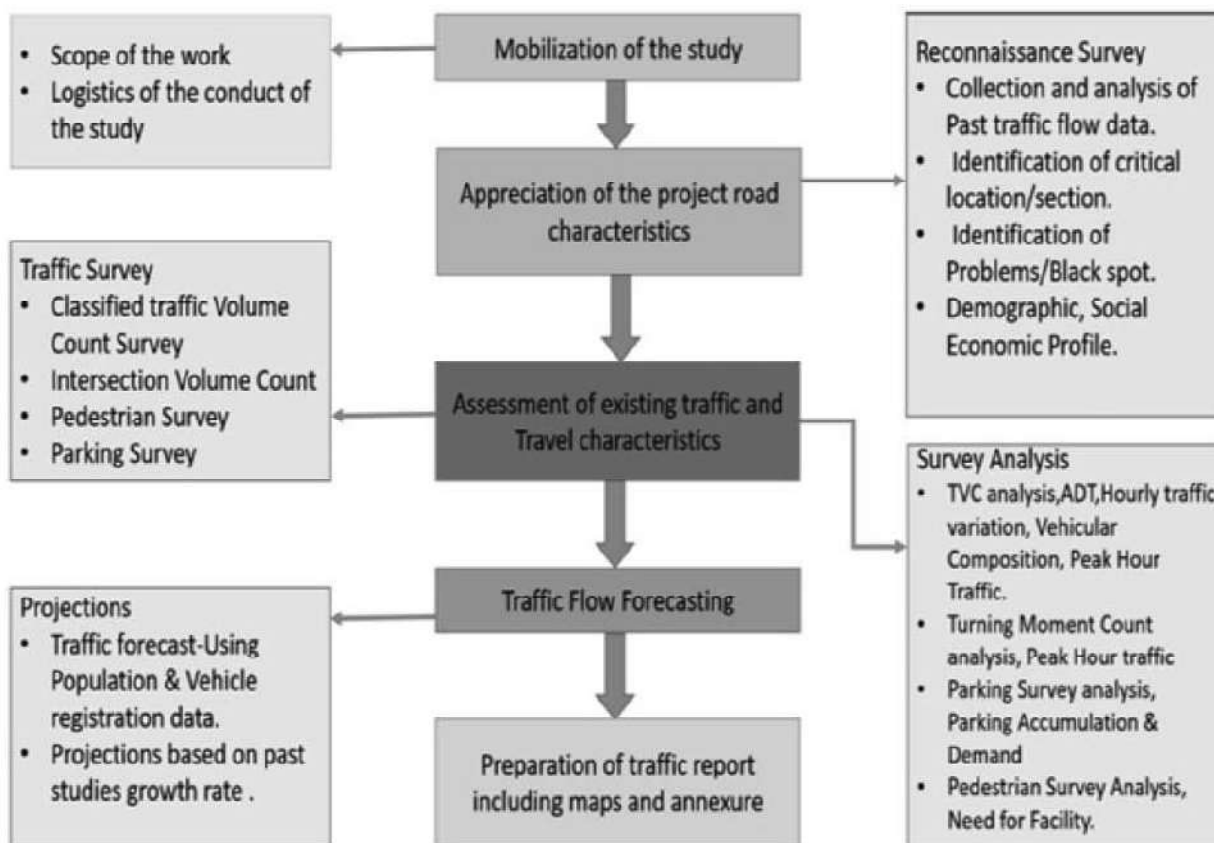 Mobilization of the study
• Scope of the work
• Logistics of the conduct of
the study
Appreciation of the project road
characteristics
Reconnaissance Survey
• Collection and analysis of
Past traffic flow data.
• Identification of critical
location/section.
• Identification of
Problems/Black spot.
• Demographic, Social
Economic Profile.
Assessment of existing traffic and
Travel characteristics
Traffic Survey
• Classified traffic Volume
Count Survey
• Intersection Volume Count
• Pedestrian Survey
• Parking Survey
Survey Analysis
• TVC analysis,ADT,Hourly traffic
variation, Vehicular
Composition, Peak Hour
Traffic.
• Turning Moment Count
analysis, Peak Hour traffic
• Parking Survey analysis,
Parking Accumulation &
Demand
• Pedestrian Survey Analysis,
Need for Facility.
Traffic Flow Forecasting
Projections
• Traffic forecast-Using
Population & Vehicle
registration data.
• Projections based on past
studies growth rate .
Preparation of traffic report
including maps and annexure